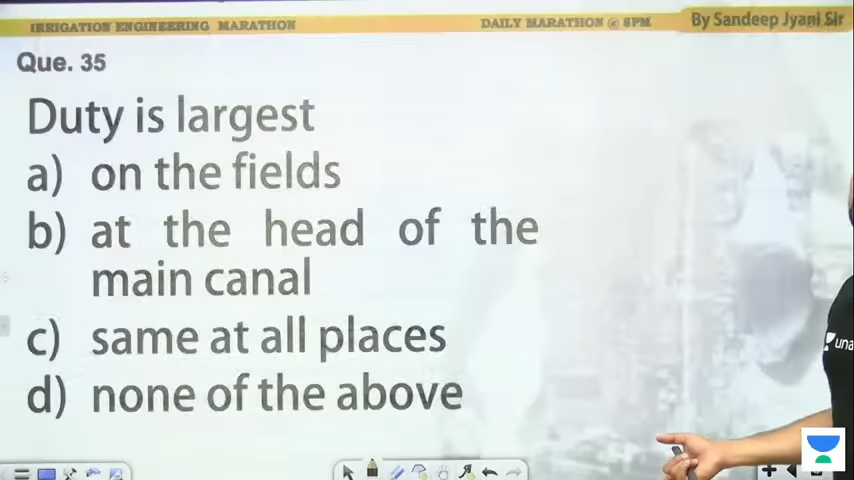 IRRIGATION ENGINEERING MARATHON
DAILY MARATHON @ 8PM
By Sandeep Jyani Sir
Que. 35
Duty is largest
a) on the fields
b) at the head of the
main canal
c) same at all places
d) none of the above
una